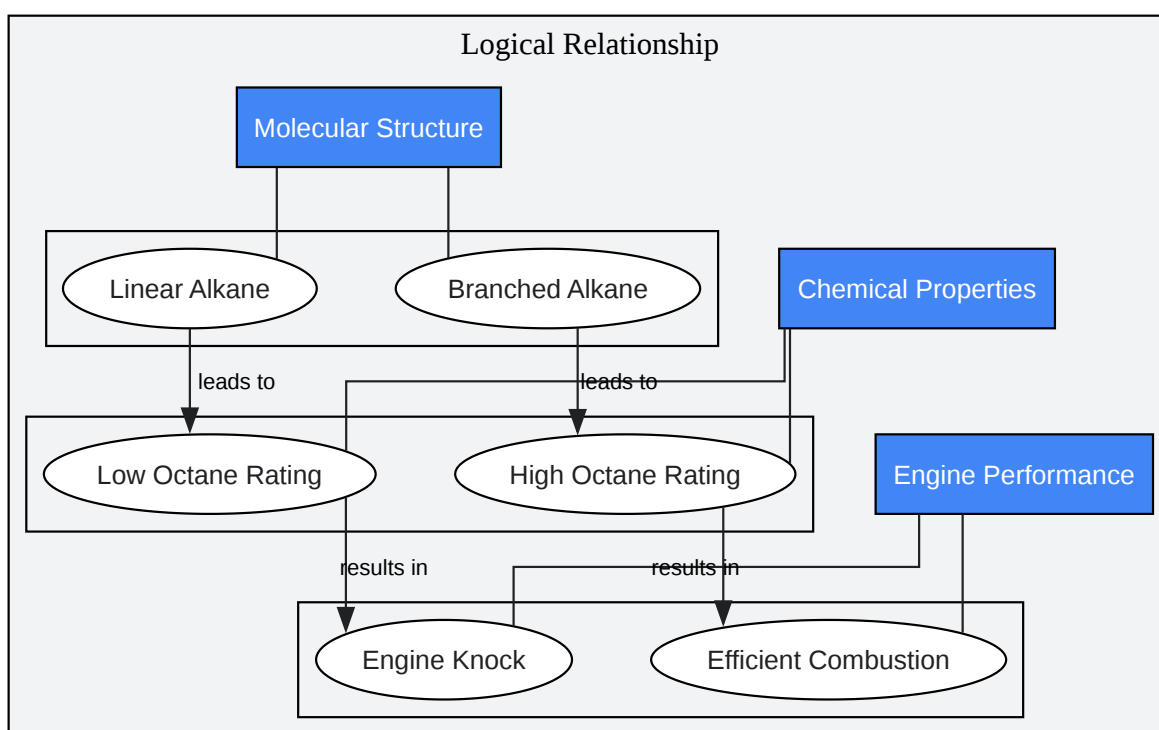 Logical Relationship
Molecular Structure
Linear Alkane
Branched Alkane
Chemical Properties
leads to
leads to
Low Octane Rating
High Octane Rating
Engine Performance
results in
results in
Engine Knock
Efficient Combustion